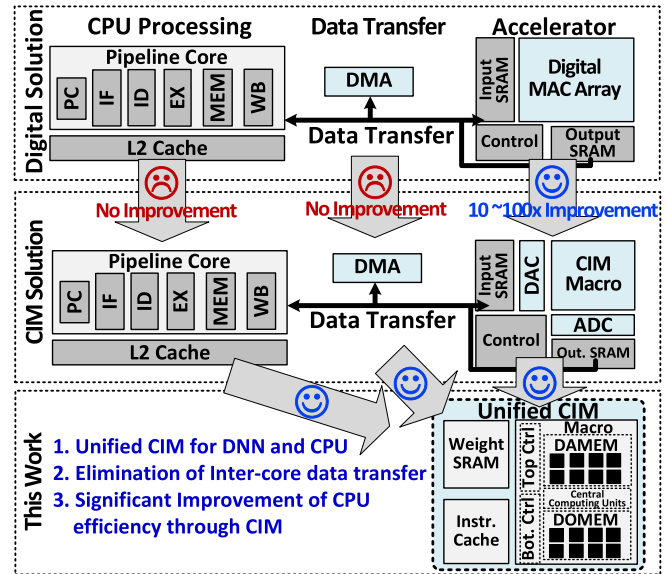 Digital Solution
CPU Processing
Data Transfer
Accelerator
Pipeline Core
PC
IF
ID
EX
MEM
WB
L2 Cache
DMA
Data Transfer
Input
SRAM
Digital
MAC Array
Control
Output
SRAM
No Improvement
No Improvement
10 ~100x Improvement
CIM Solution
Pipeline Core
PC
IF
ID
EX
MEM
WB
L2 Cache
DMA
Data Transfer
Input
SRAM
DAC
CIM
Macro
ADC
Control
Out. SRAM
This Work
1. Unified CIM for DNN and CPU
2. Elimination of Inter-core data transfer
3. Significant Improvement of CPU
efficiency through CIM
Unified CIM
Weight
SRAM
Instr.
Cache
Top Ctrl
Bot. Ctrl
Macro
DAMEM
Central
Computing Units
DOMEM